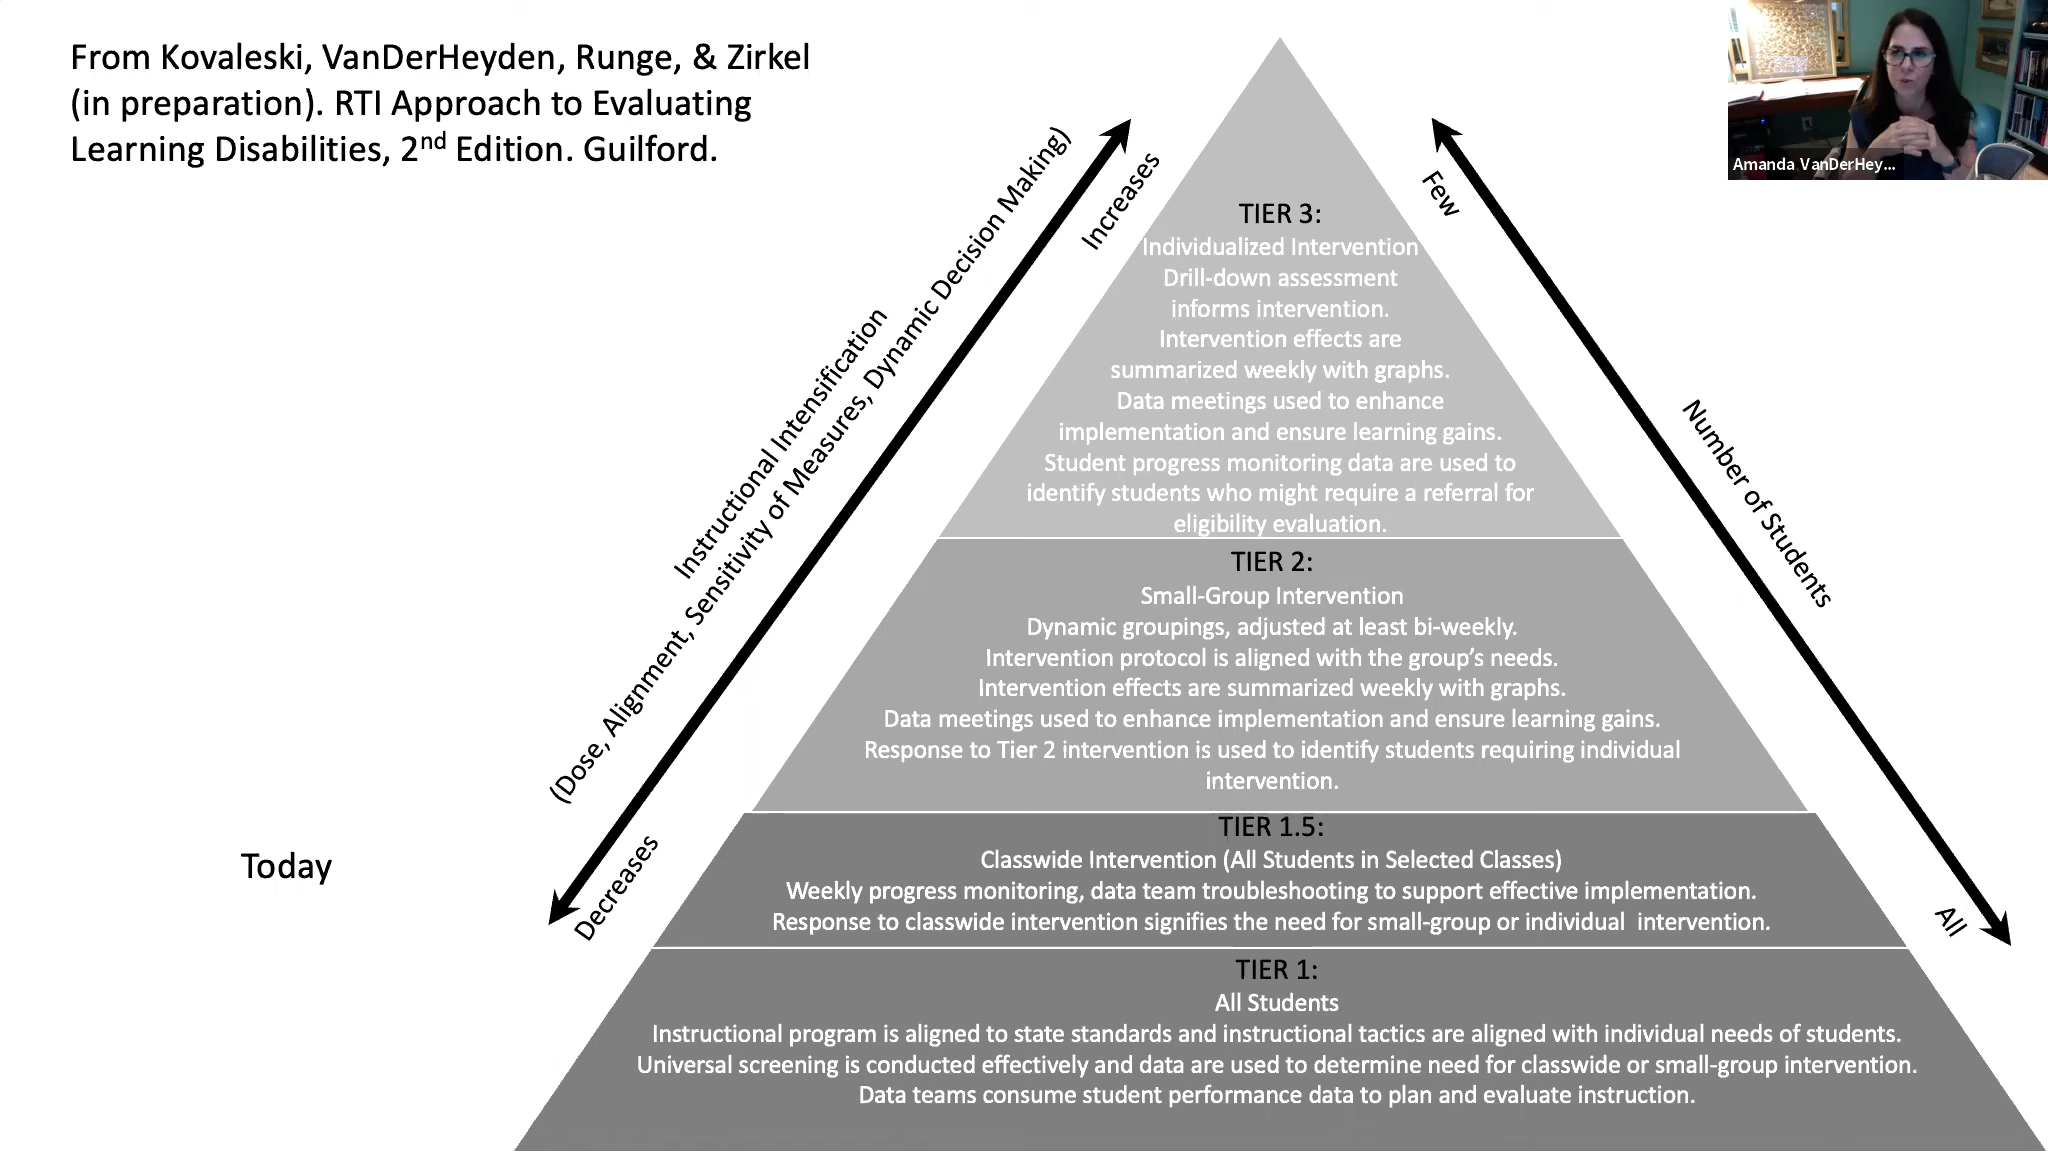 From Kovaleski, VanDerHeyden, Runge, & Zirkel
(in preparation). RTI Approach to Evaluating
Learning Disabilities, 2nd Edition. Guilford.
Amanda VanDerHey...
Instructional Intensification
(Dose, Alignment, Sensitivity of Measures, Dynamic Decision Making)
Increases
Decreases
Few
Number of Students
All
TIER 3:
Individualized Intervention
Drill-down assessment
informs intervention.
Intervention effects are
summarized weekly with graphs.
Data meetings used to enhance
implementation and ensure learning gains.
Student progress monitoring data are used to
identify students who might require a referral for
eligibility evaluation.
TIER 2:
Small-Group Intervention
Dynamic groupings, adjusted at least bi-weekly.
Intervention protocol is aligned with the group’s needs.
Intervention effects are summarized weekly with graphs.
Data meetings used to enhance implementation and ensure learning gains.
Response to Tier 2 intervention is used to identify students requiring individual
intervention.
Today
TIER 1.5:
Classwide Intervention (All Students in Selected Classes)
Weekly progress monitoring, data team troubleshooting to support effective implementation.
Response to classwide intervention signifies the need for small-group or individual  intervention.
TIER 1:
All Students
Instructional program is aligned to state standards and instructional tactics are aligned with individual needs of students.
Universal screening is conducted effectively and data are used to determine need for classwide or small-group intervention.
Data teams consume student performance data to plan and evaluate instruction.